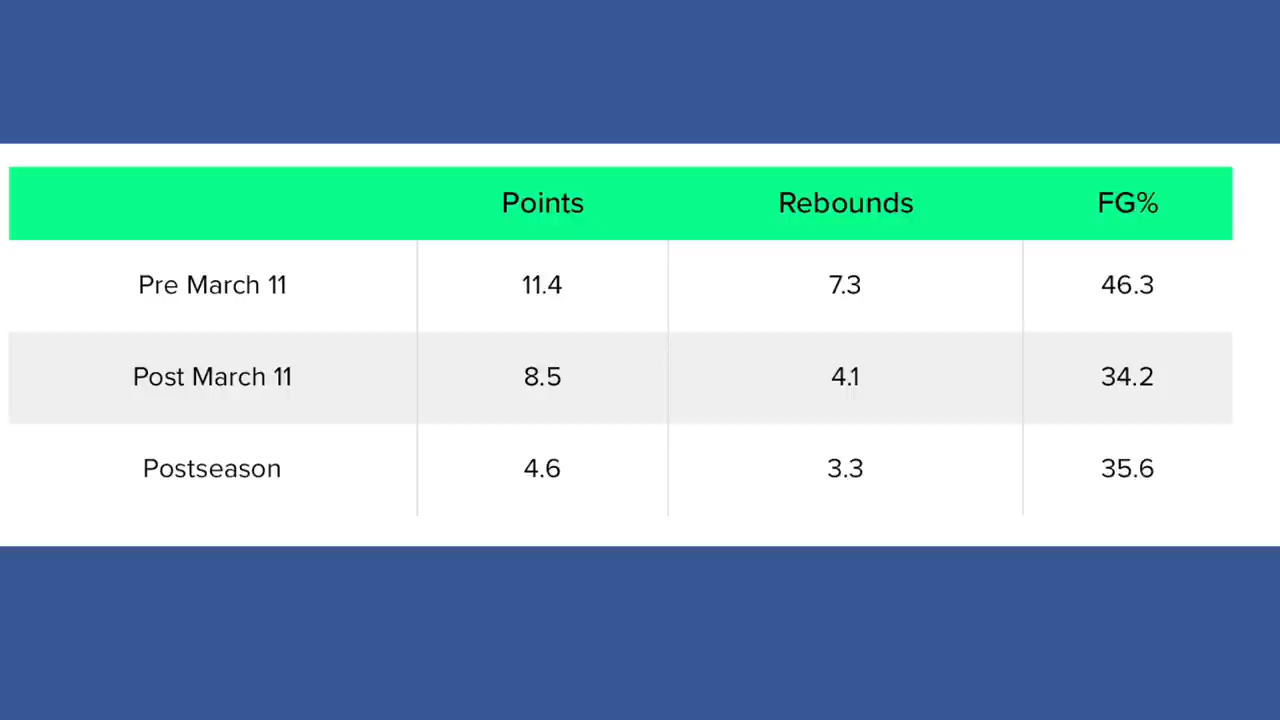 Points Rebounds FG%
Pre March 11 11.4 7.3 46.3
Post March 11 8.5 4.1 34.2
Postseason 4.6 3.3 35.6